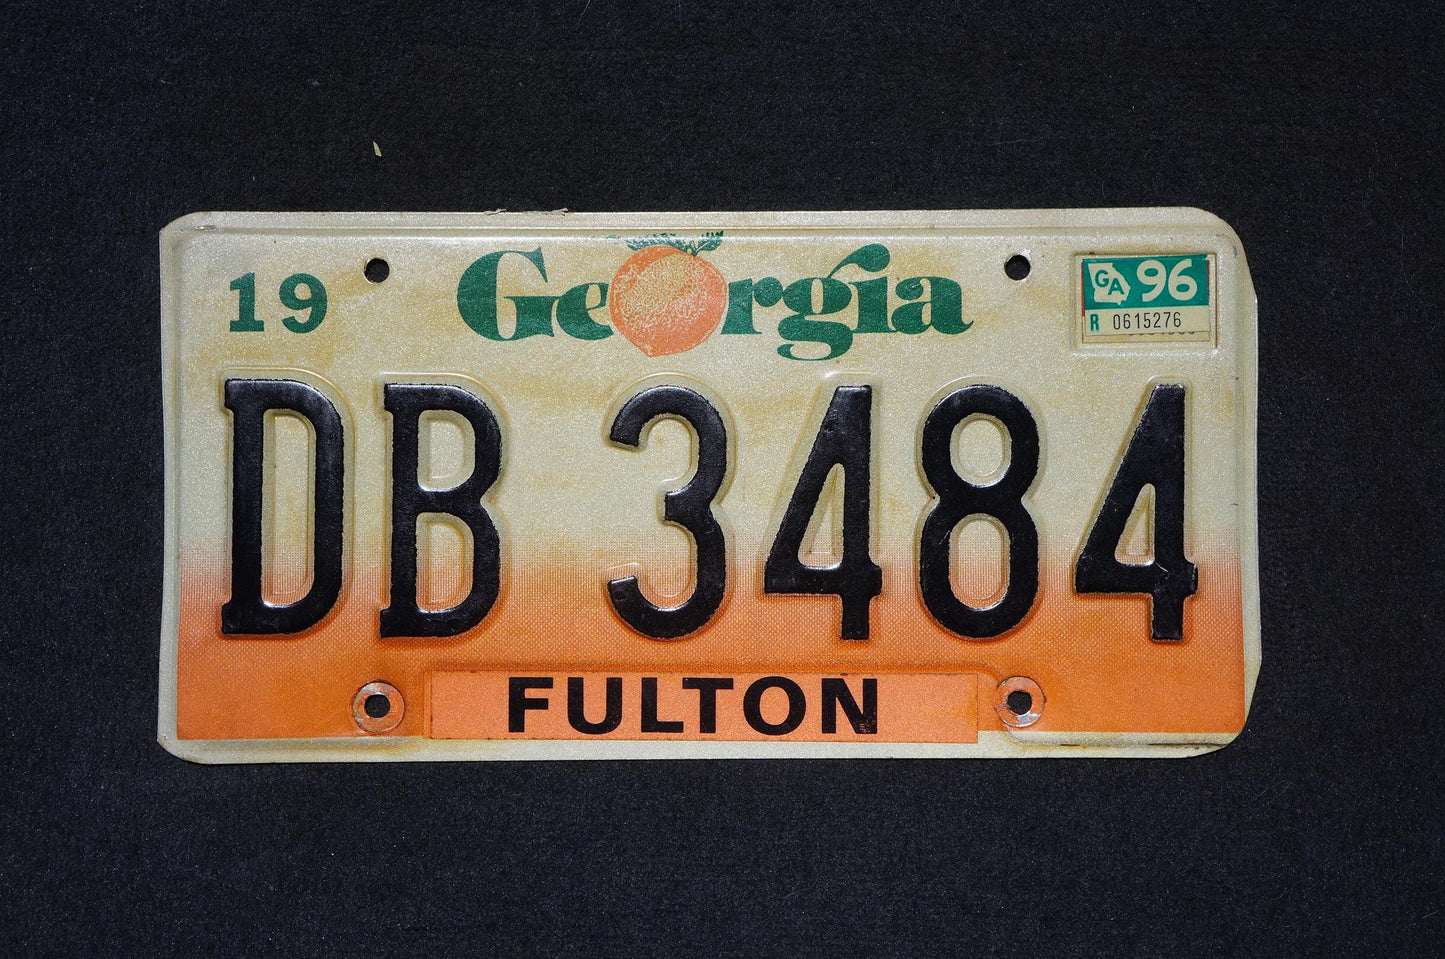 19 Georgia GA 96
R 0615276
DB 3484
FULTON